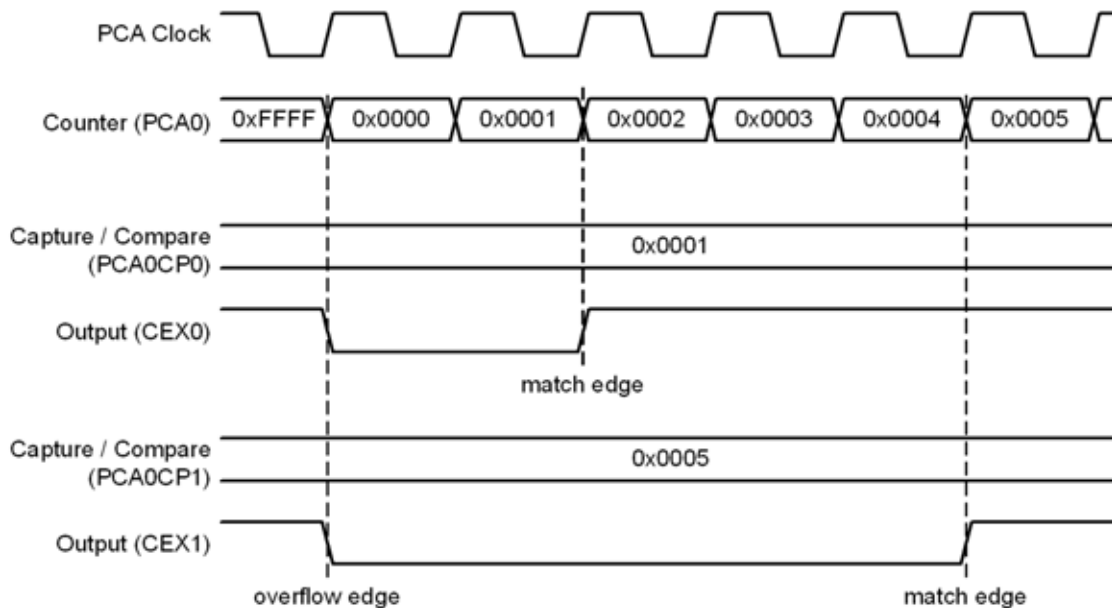 PCA Clock
Counter (PCA0)
0xFFFF 0x0000 0x0001 0x0002 0x0003 0x0004 0x0005
Capture / Compare
(PCA0CP0)
0x0001
Output (CEX0)
match edge
Capture / Compare
(PCA0CP1)
0x0005
Output (CEX1)
overflow edge
match edge